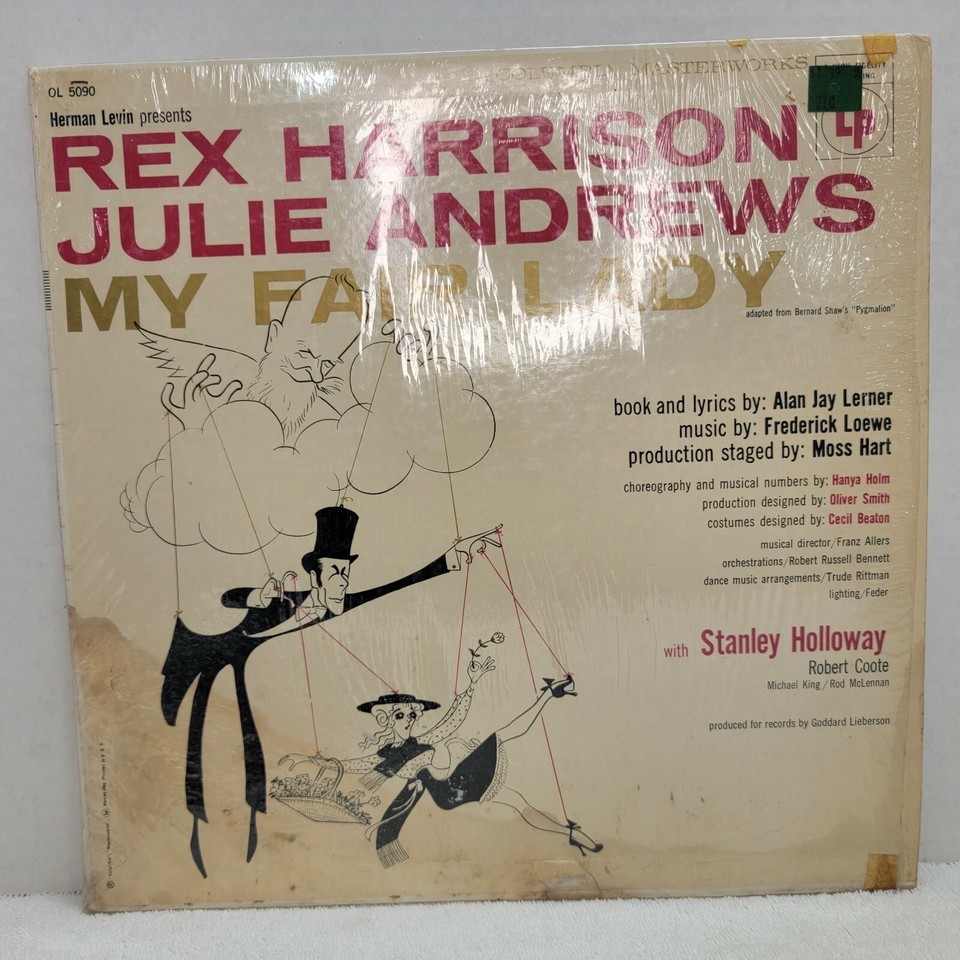 COLUMBIA MASTERWORKS
OL 5090
LP
Herman Levin presents
REX HARRISON
JULIE ANDREWS
MY FAIR LADY
adapted from Bernard Shaw's "Pygmalion"
book and lyrics by: Alan Jay Lerner
music by: Frederick Loewe
production staged by: Moss Hart
choreography and musical numbers by: Hanya Holm
production designed by: Oliver Smith
costumes designed by: Cecil Beaton
musical director/Franz Allers
orchestrations/Robert Russell Bennett
dance music arrangements/Trude Rittman
lighting/Feder
with Stanley Holloway
Robert Coote
Michael King/Rod McLennan
produced for records by Goddard Lieberson